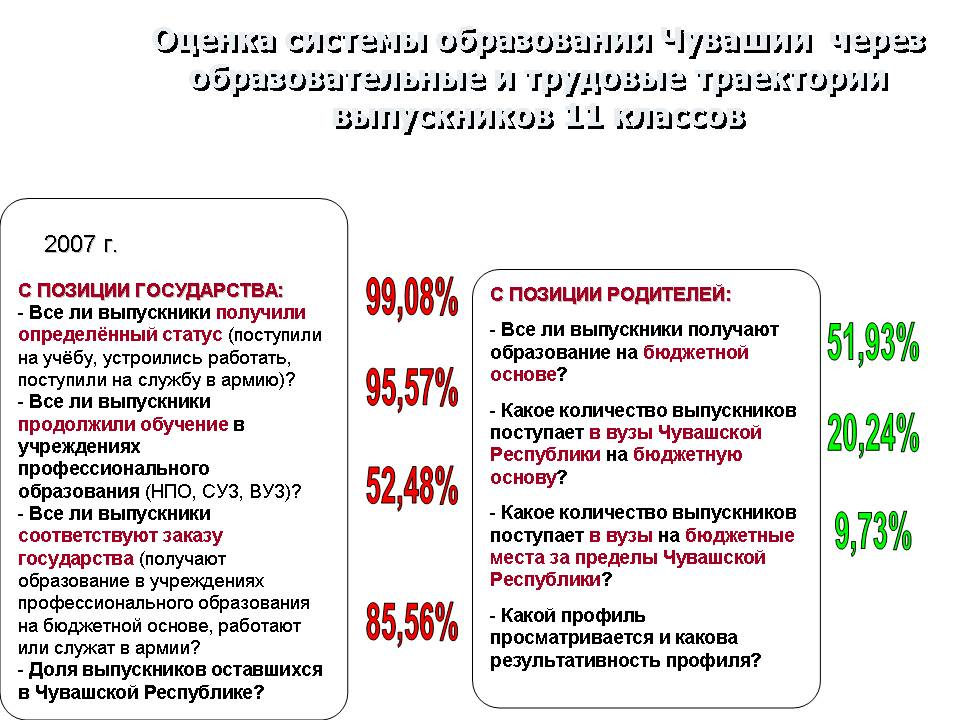 Оценка системы образования Чувашии через
образовательные и трудовые траектории
выпускников 11 классов
2007 г.
С ПОЗИЦИИ ГОСУДАРСТВА:
- Все ли выпускники получили
определённый статус (поступили
на учёбу, устроились работать,
поступили на службу в армию)?
- Все ли выпускники
продолжили обучение в
учреждениях
профессионального
образования (НПО, СУЗ, ВУЗ)?
- Все ли выпускники
соответствуют заказу
государства (получают
образование в учреждениях
профессионального образования
на бюджетной основе, работают
или служат в армии?
- Доля выпускников оставшихся
в Чувашской Республике?
99,08%
95,57%
52,48%
85,56%
С ПОЗИЦИИ РОДИТЕЛЕЙ:
- Все ли выпускники получают
образование на бюджетной
основе?
- Какое количество выпускников
поступает в вузы Чувашской
Республики на бюджетную
основу?
- Какое количество выпускников
поступает в вузы на бюджетные
места за пределы Чувашской
Республики?
- Какой профиль
просматривается и какова
результативность профиля?
51,93%
20,24%
9,73%